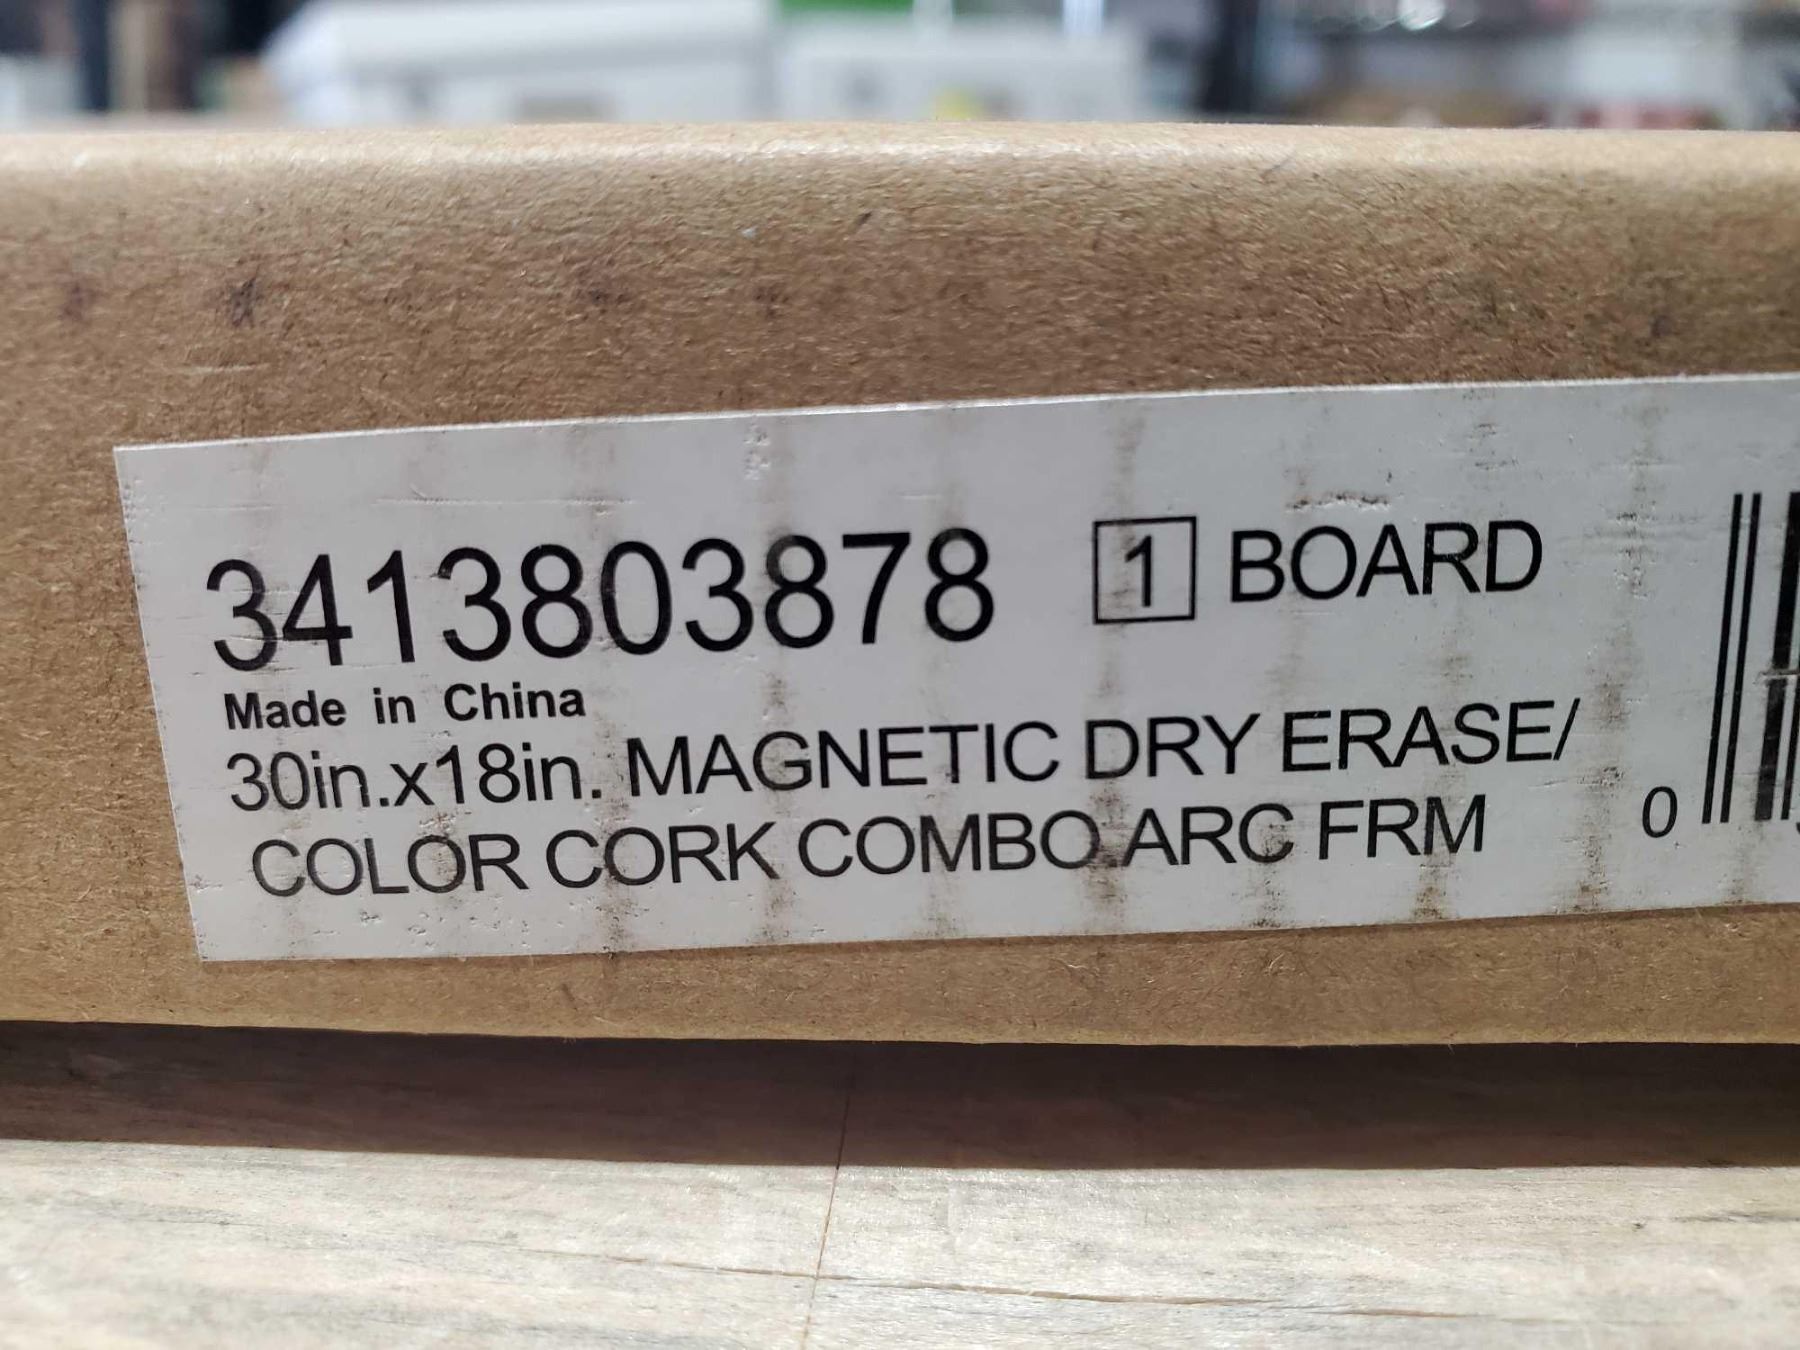 3413803878 1 BOARD
Made in China
30in.x18in. MAGNETIC DRY ERASE/
COLOR CORK COMBO ARC FRM
0